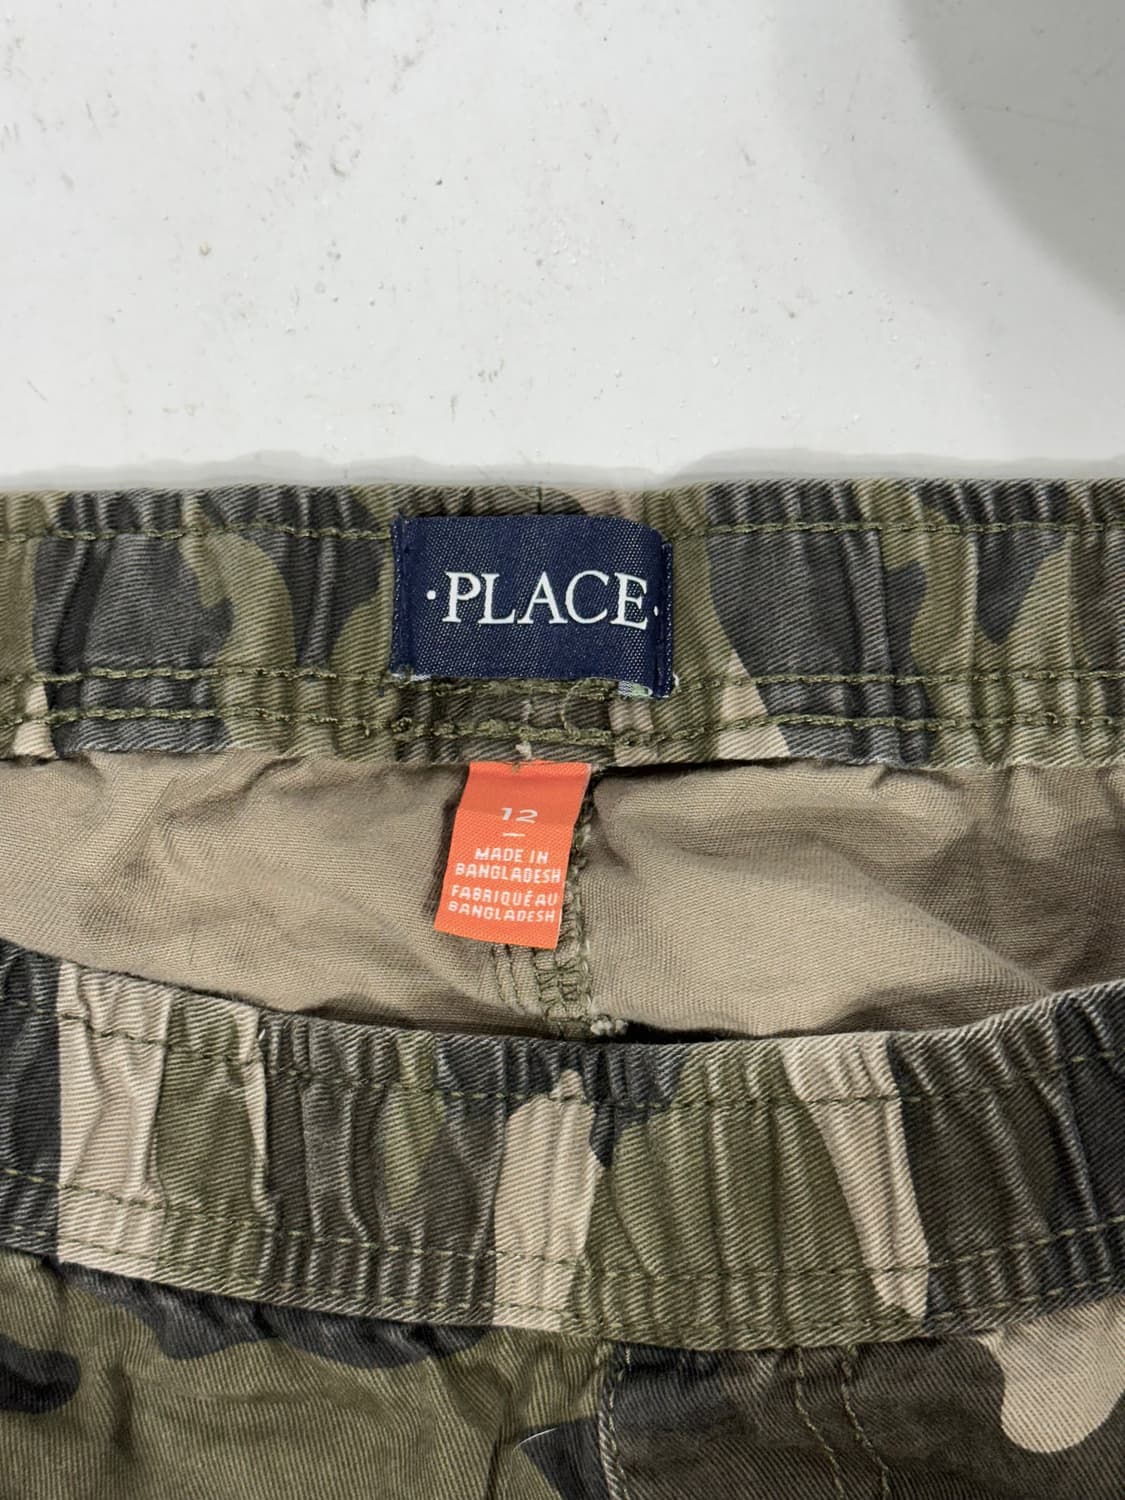 ·PLACE·
12
MADE IN
BANGLADESH
FABRIQUÉ AU
BANGLADESH